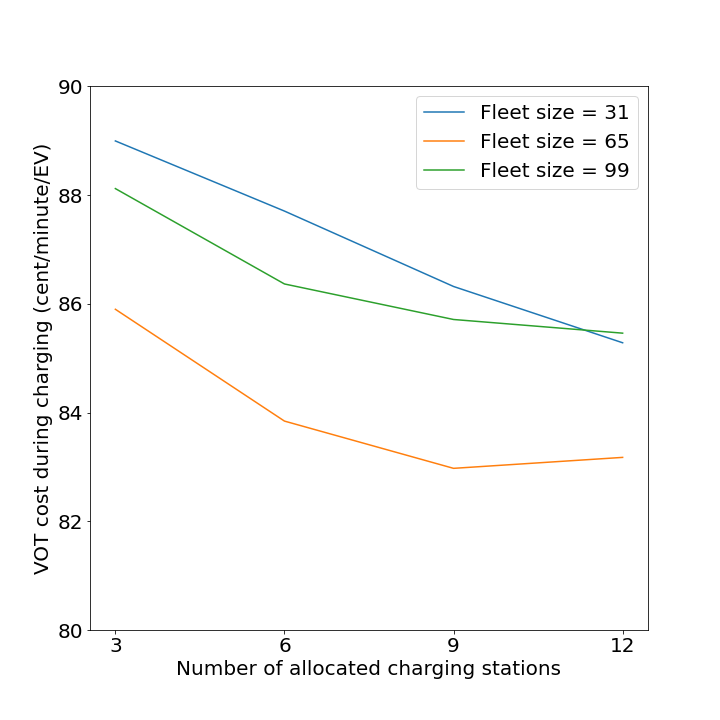 90
88
86
84
82
80
VOT cost during charging (cent/minute/EV)
Fleet size = 31
Fleet size = 65
Fleet size = 99
3 6 9 12
Number of allocated charging stations